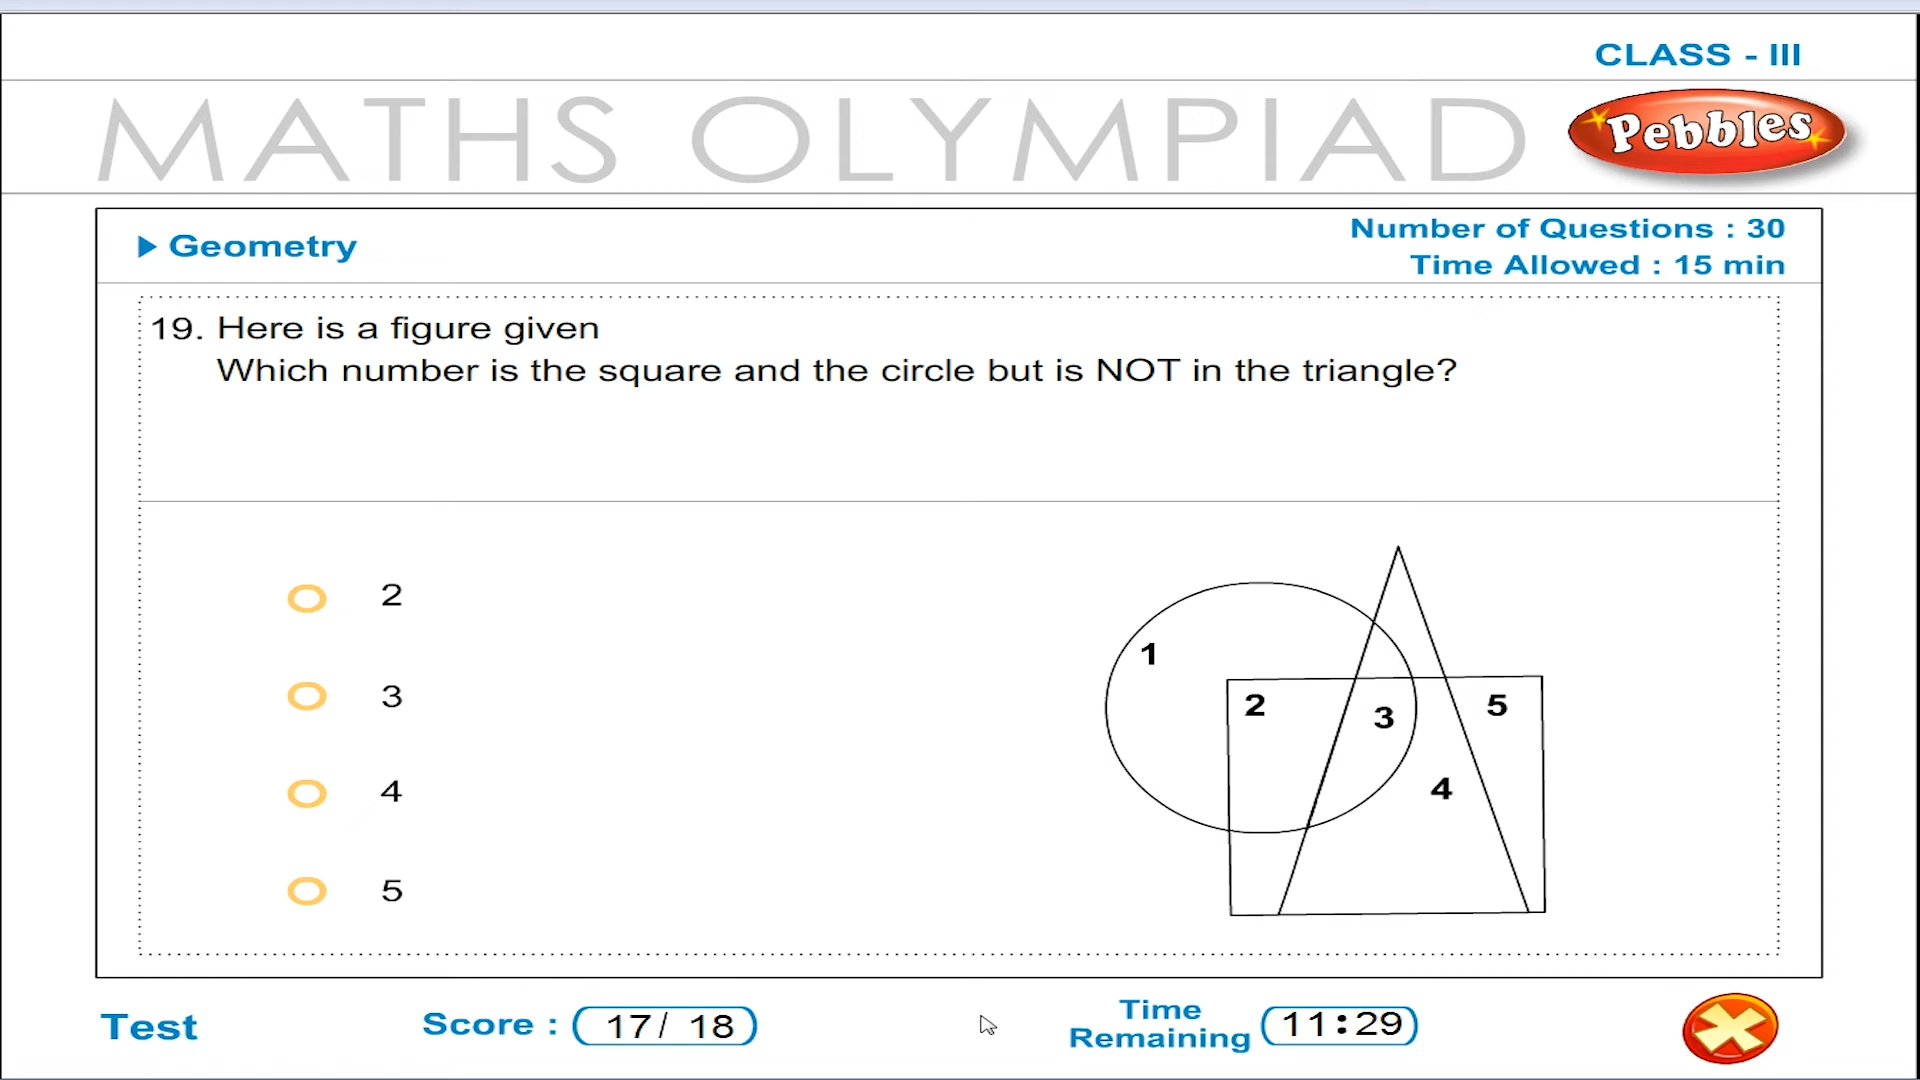 CLASS - III
MATHS OLYMPIAD
Pebbles
Geometry
Number of Questions : 30
Time Allowed : 15 min
19. Here is a figure given
Which number is the square and the circle but is NOT in the triangle?
2
3
4
5
1
2
3
5
4
Test
Score : 17/ 18
Time
Remaining
11:29